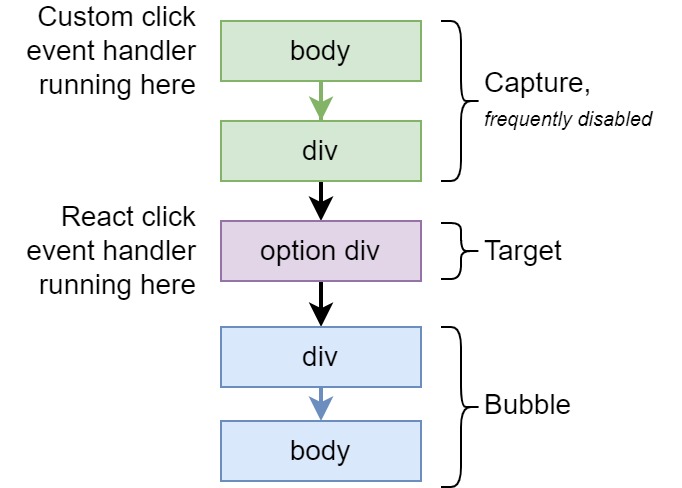 Custom click
event handler
running here
body
Capture,
frequently disabled
div
React click
event handler
running here
option div
Target
div
Bubble
body